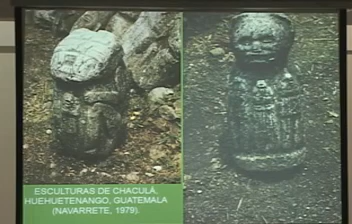 ESCULTURAS DE CHACULÁ,
HUEHUETENANGO, GUATEMALA
(NAVARRETE, 1979).